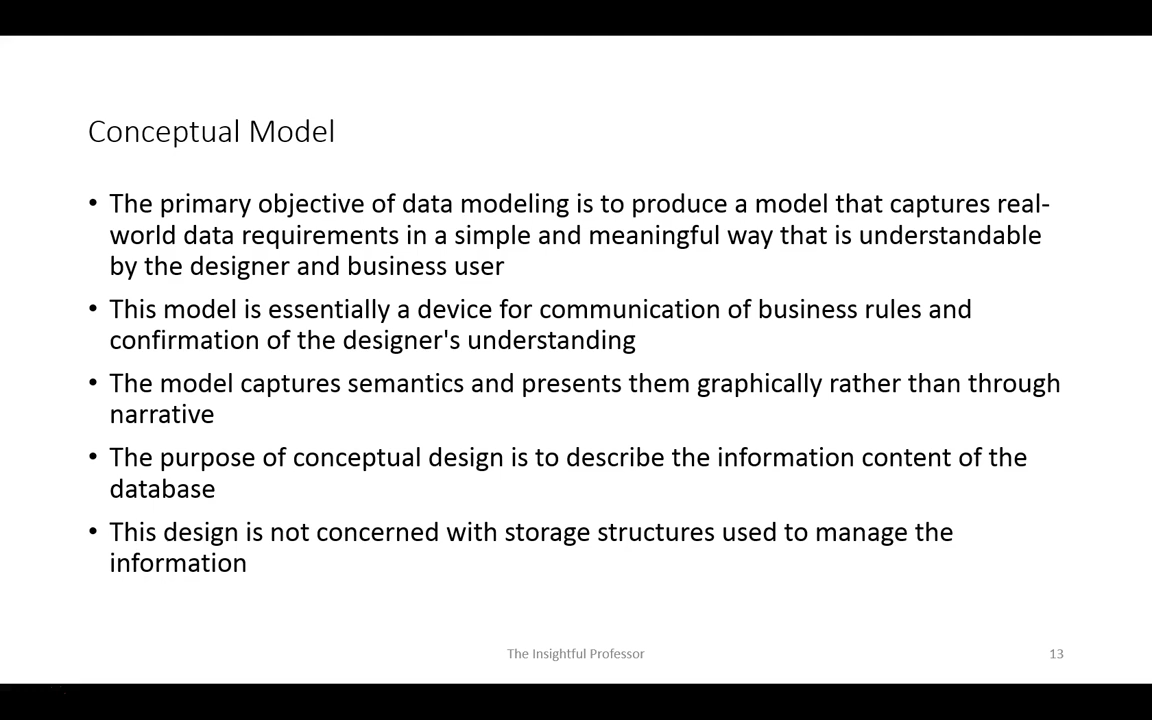 Conceptual Model
• The primary objective of data modeling is to produce a model that captures real-
world data requirements in a simple and meaningful way that is understandable
by the designer and business user
• This model is essentially a device for communication of business rules and
confirmation of the designer's understanding
• The model captures semantics and presents them graphically rather than through
narrative
• The purpose of conceptual design is to describe the information content of the
database
• This design is not concerned with storage structures used to manage the
information
The Insightful Professor
13